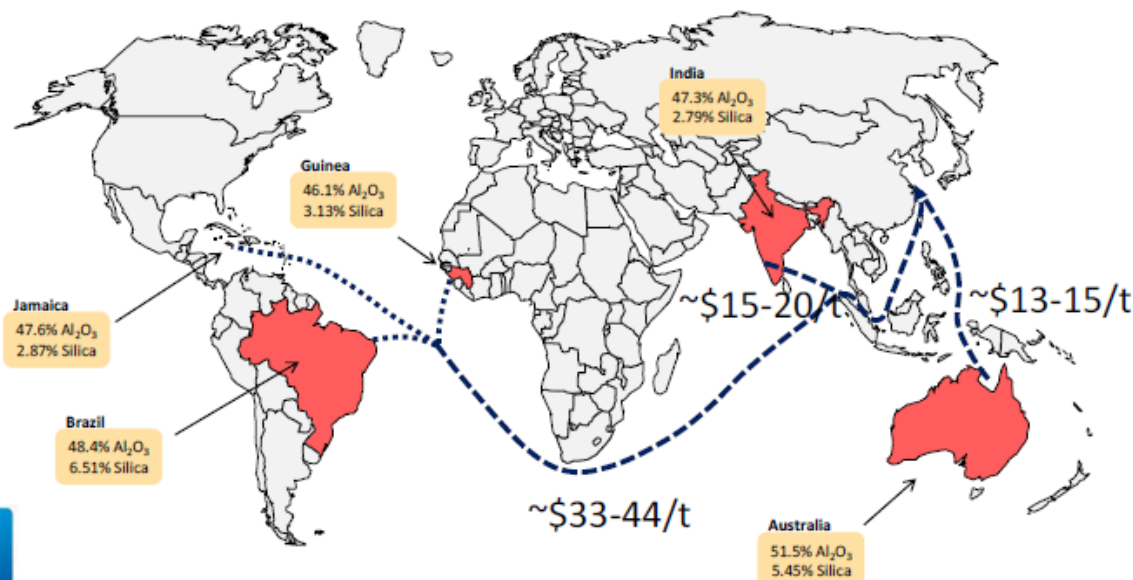 India
47.3% Al₂O₃
2.79% Silica
Guinea
46.1% Al₂O₃
3.13% Silica
Jamaica
47.6% Al₂O₃
2.87% Silica
~$15-20/t
~$13-15/t
Brazil
48.4% Al₂O₃
6.51% Silica
~$33-44/t
Australia
51.5% Al₂O₃
5.45% Silica